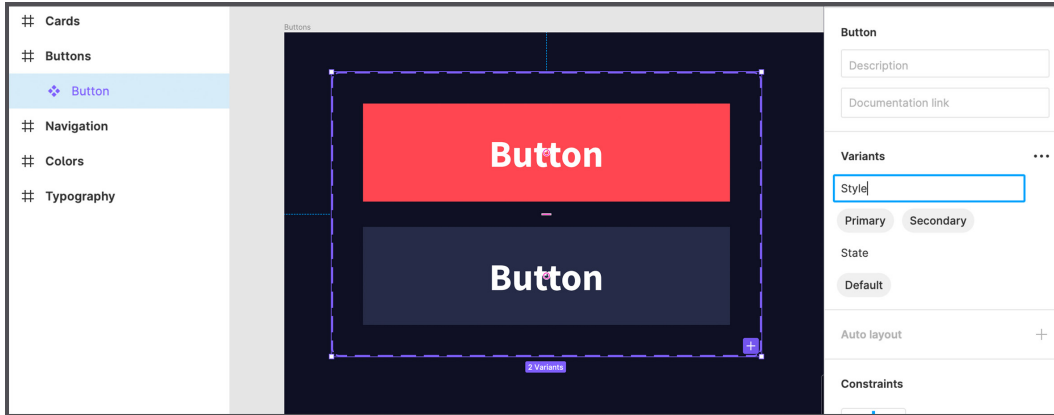 Cards
Buttons
Button
Navigation
Colors
Typography
Buttons
Button
Button
2 Variants
Button
Description
Documentation link
Variants
Style
Primary Secondary
State
Default
Auto layout
Constraints